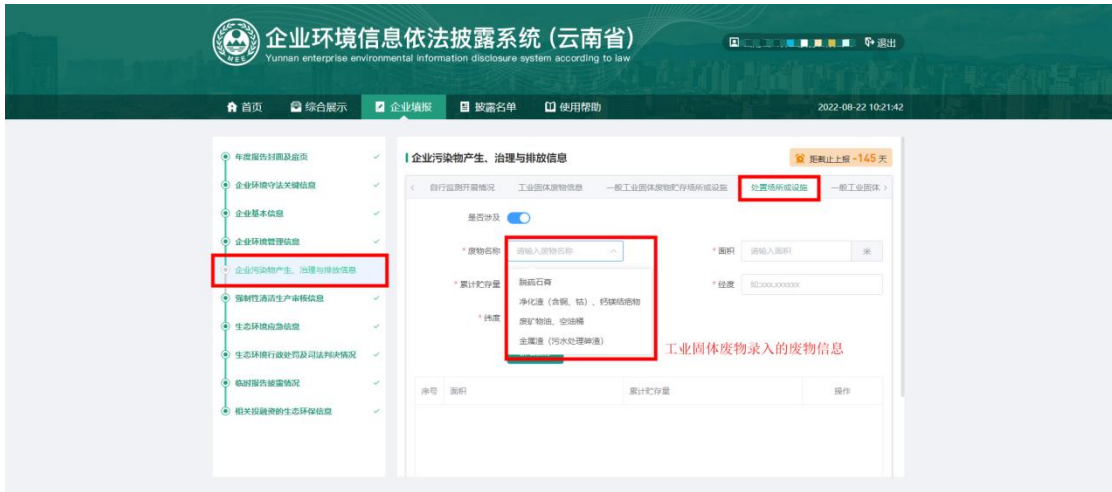 企业环境信息依法披露系统 (云南省)
Yunnan enterprise environmental information disclosure system according to law
MEE
退出
首页 综合展示 企业填报 披露名单 使用帮助 2022-08-22 10:21:42
年度报告封面及扉页
企业环境守法关键信息
企业基本信息
企业环境管理信息
企业污染物产生、治理与排放信息
强制性清洁生产审核信息
生态环境应急信息
生态环境行政处罚及司法判决情况
临时报告披露情况
相关投融资的生态环保信息
企业污染物产生、治理与排放信息 距截止上报 -145 天
自行监测开展情况 工业固体废物信息 一般工业固体废物贮存场所或设施 处置场所或设施 一般工业固体
是否涉及
* 废物名称 请输入废物名称 * 面积 请输入面积 米
* 累计贮存量 * 经度 如:xxx.xxxxxx
* 纬度
脱硫石膏
净化渣（含铜、钴）、钙镁结疤物
废矿物油、空油桶
金属渣（污水处理砷渣）
工业固体废物录入的废物信息
序号 面积 累计贮存量 操作